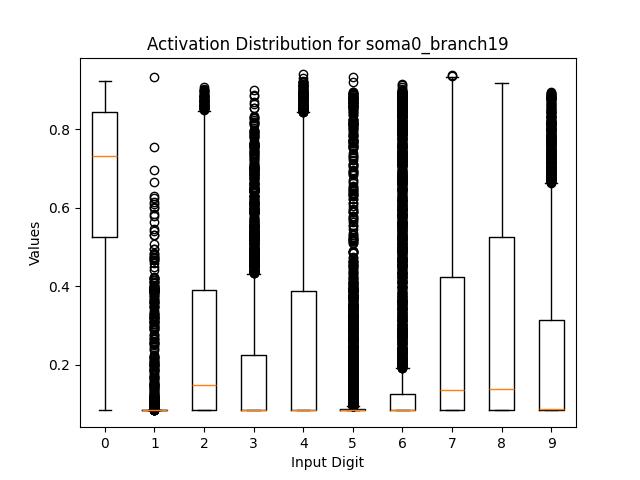 Activation Distribution for soma0_branch19
Values
0.8
0.6
0.4
0.2
0 1 2 3 4 5 6 7 8 9
Input Digit